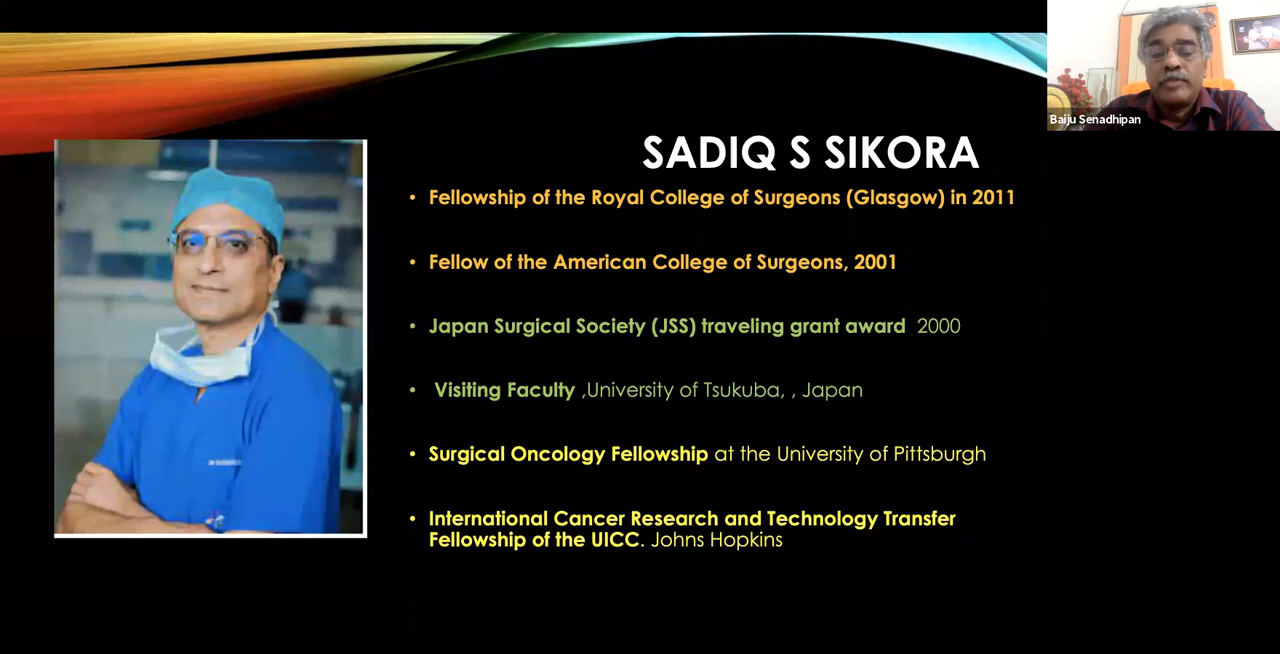 Baiju Senadhipan
SADIQ S SIKORA
• Fellowship of the Royal College of Surgeons (Glasgow) in 2011
• Fellow of the American College of Surgeons, 2001
• Japan Surgical Society (JSS) traveling grant award 2000
• Visiting Faculty ,University of Tsukuba, , Japan
• Surgical Oncology Fellowship at the University of Pittsburgh
• International Cancer Research and Technology Transfer
Fellowship of the UICC. Johns Hopkins